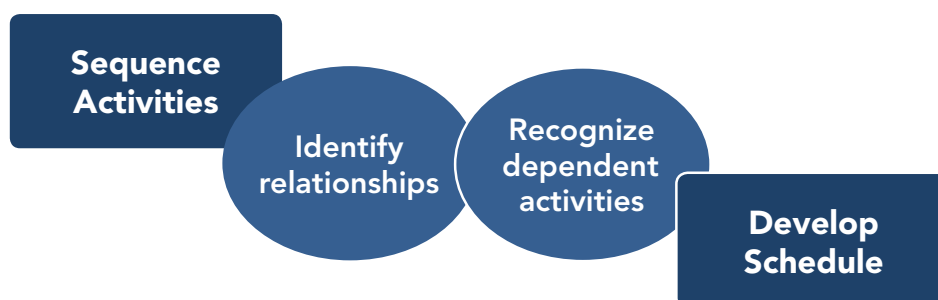 Sequence
Activities
Identify
relationships
Recognize
dependent
activities
Develop
Schedule